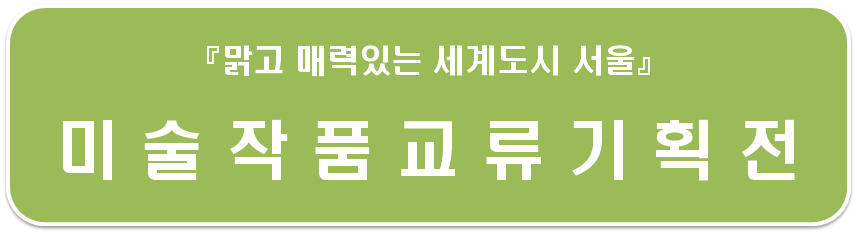 『맑고 매력있는 세계도시 서울』
미 술 작 품 교 류 기 획 전